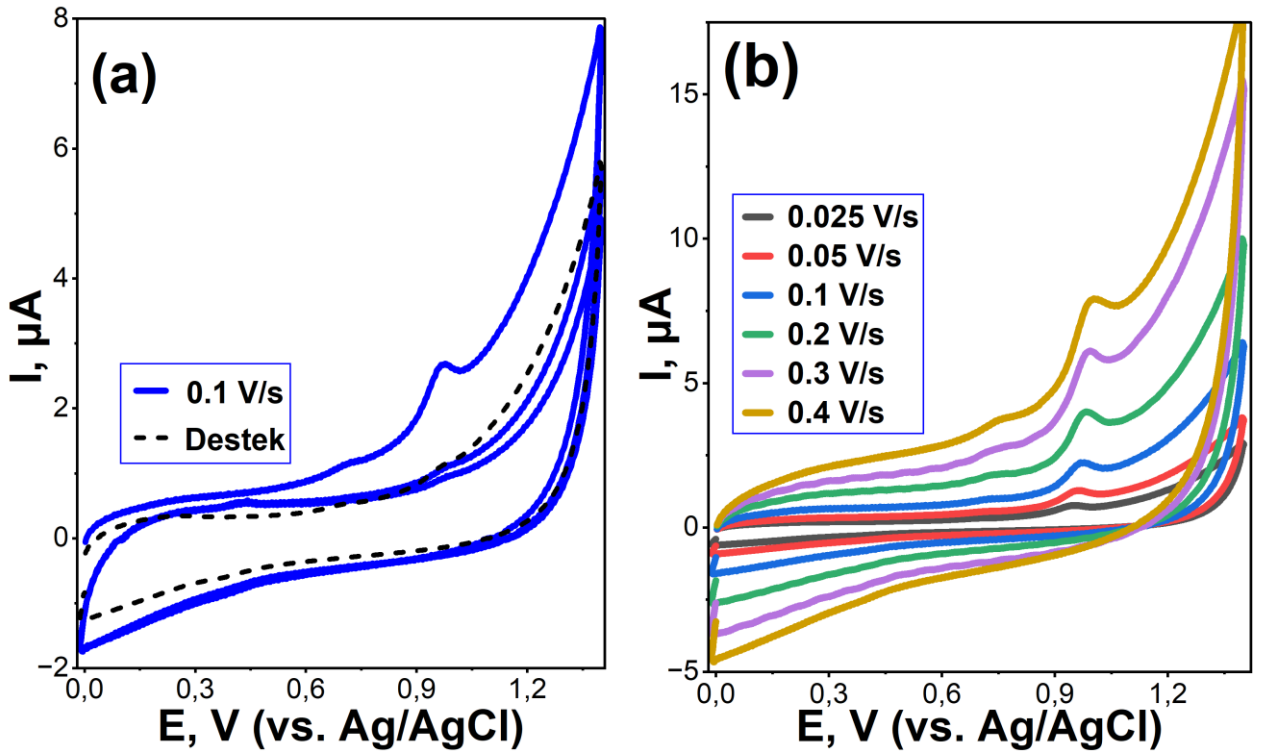 (a)
8
6
4
2
0
−2
I, µA
0.1 V/s
Destek
0,0
0,3
0,6
0,9
1,2
E, V (vs. Ag/AgCl)
(b)
15
10
5
0
−5
I, µA
0.025 V/s
0.05 V/s
0.1 V/s
0.2 V/s
0.3 V/s
0.4 V/s
0,0
0,3
0,6
0,9
1,2
E, V (vs. Ag/AgCl)